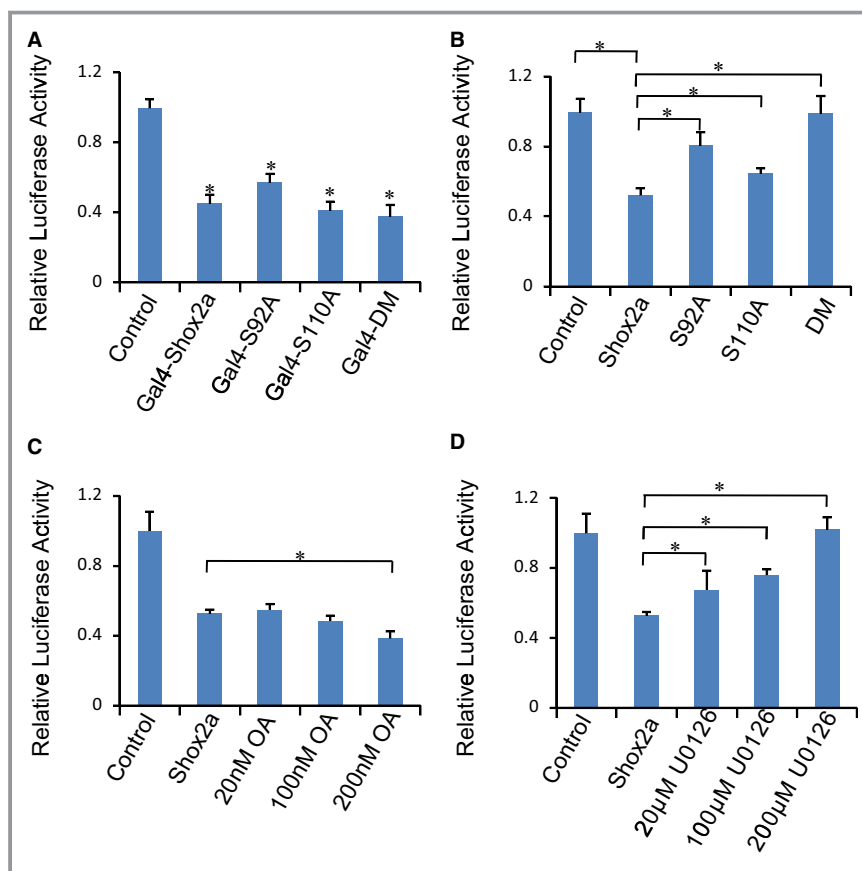 A
Relative Luciferase Activity
1.2
0.8
0.4
0
*
*
*
*
Control
Gal4-Shox2a
Gal4-S92A
Gal4-S110A
Gal4-DM
B
Relative Luciferase Activity
1.2
0.8
0.4
0
*
*
*
*
Control
Shox2a
S92A
S110A
DM
C
Relative Luciferase Activity
1.2
0.8
0.4
0
*
Control
Shox2a
20nM OA
100nM OA
200nM OA
D
Relative Luciferase Activity
1.2
0.8
0.4
0
*
*
*
Control
Shox2a
20µM U0126
100µM U0126
200µM U0126